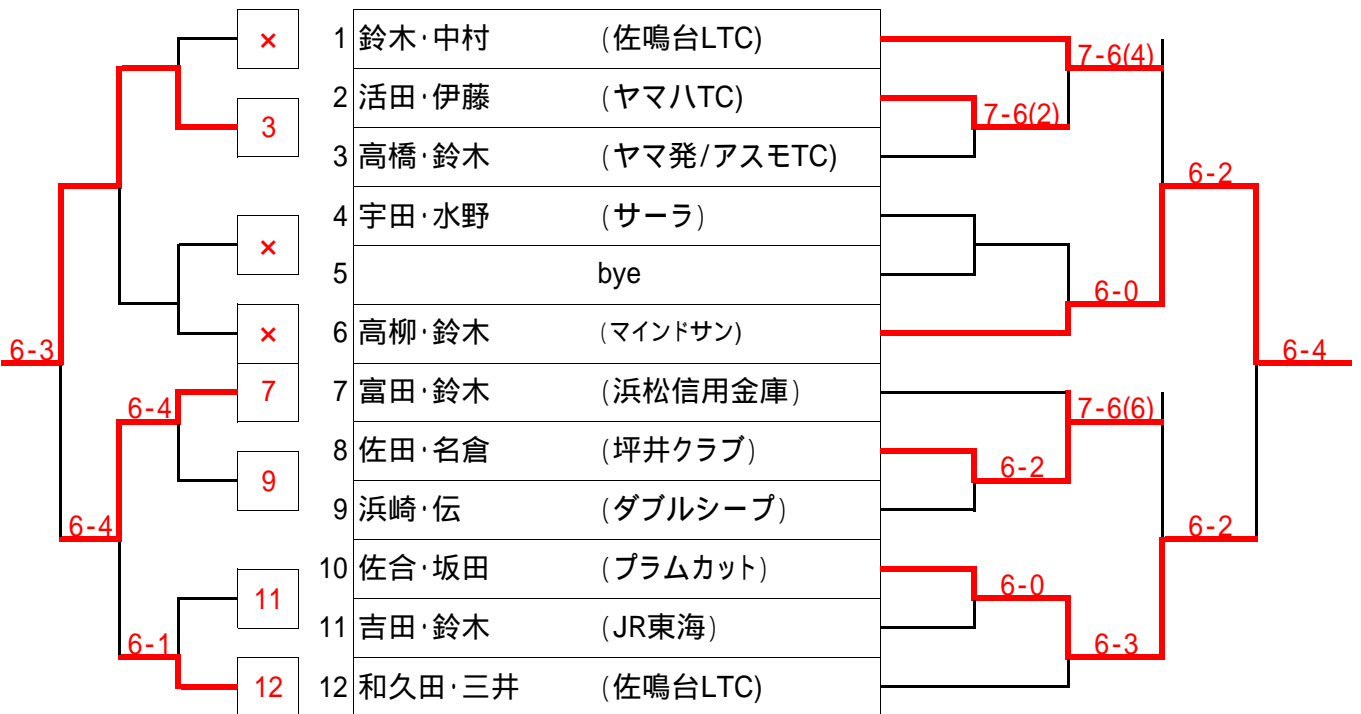 × 1 鈴木・中村 (佐鳴台LTC)
7-6(4)
2 活田・伊藤 (ヤマハTC)
3 7-6(2)
3 高橋・鈴木 (ヤマ発/アスモTC)
6-2
4 宇田・水野 (サーラ)
×
5 bye
6-0
× 6 高柳・鈴木 (マインドサン)
6-3 6-4
7 7 富田・鈴木 (浜松信用金庫)
6-4 7-6(6)
8 佐田・名倉 (坪井クラブ)
9 6-2
9 浜崎・伝 (ダブルシープ)
6-4 6-2
10 佐合・坂田 (プラムカット)
11 6-0
11 吉田・鈴木 (JR東海)
6-1 6-3
12 12 和久田・三井 (佐鳴台LTC)